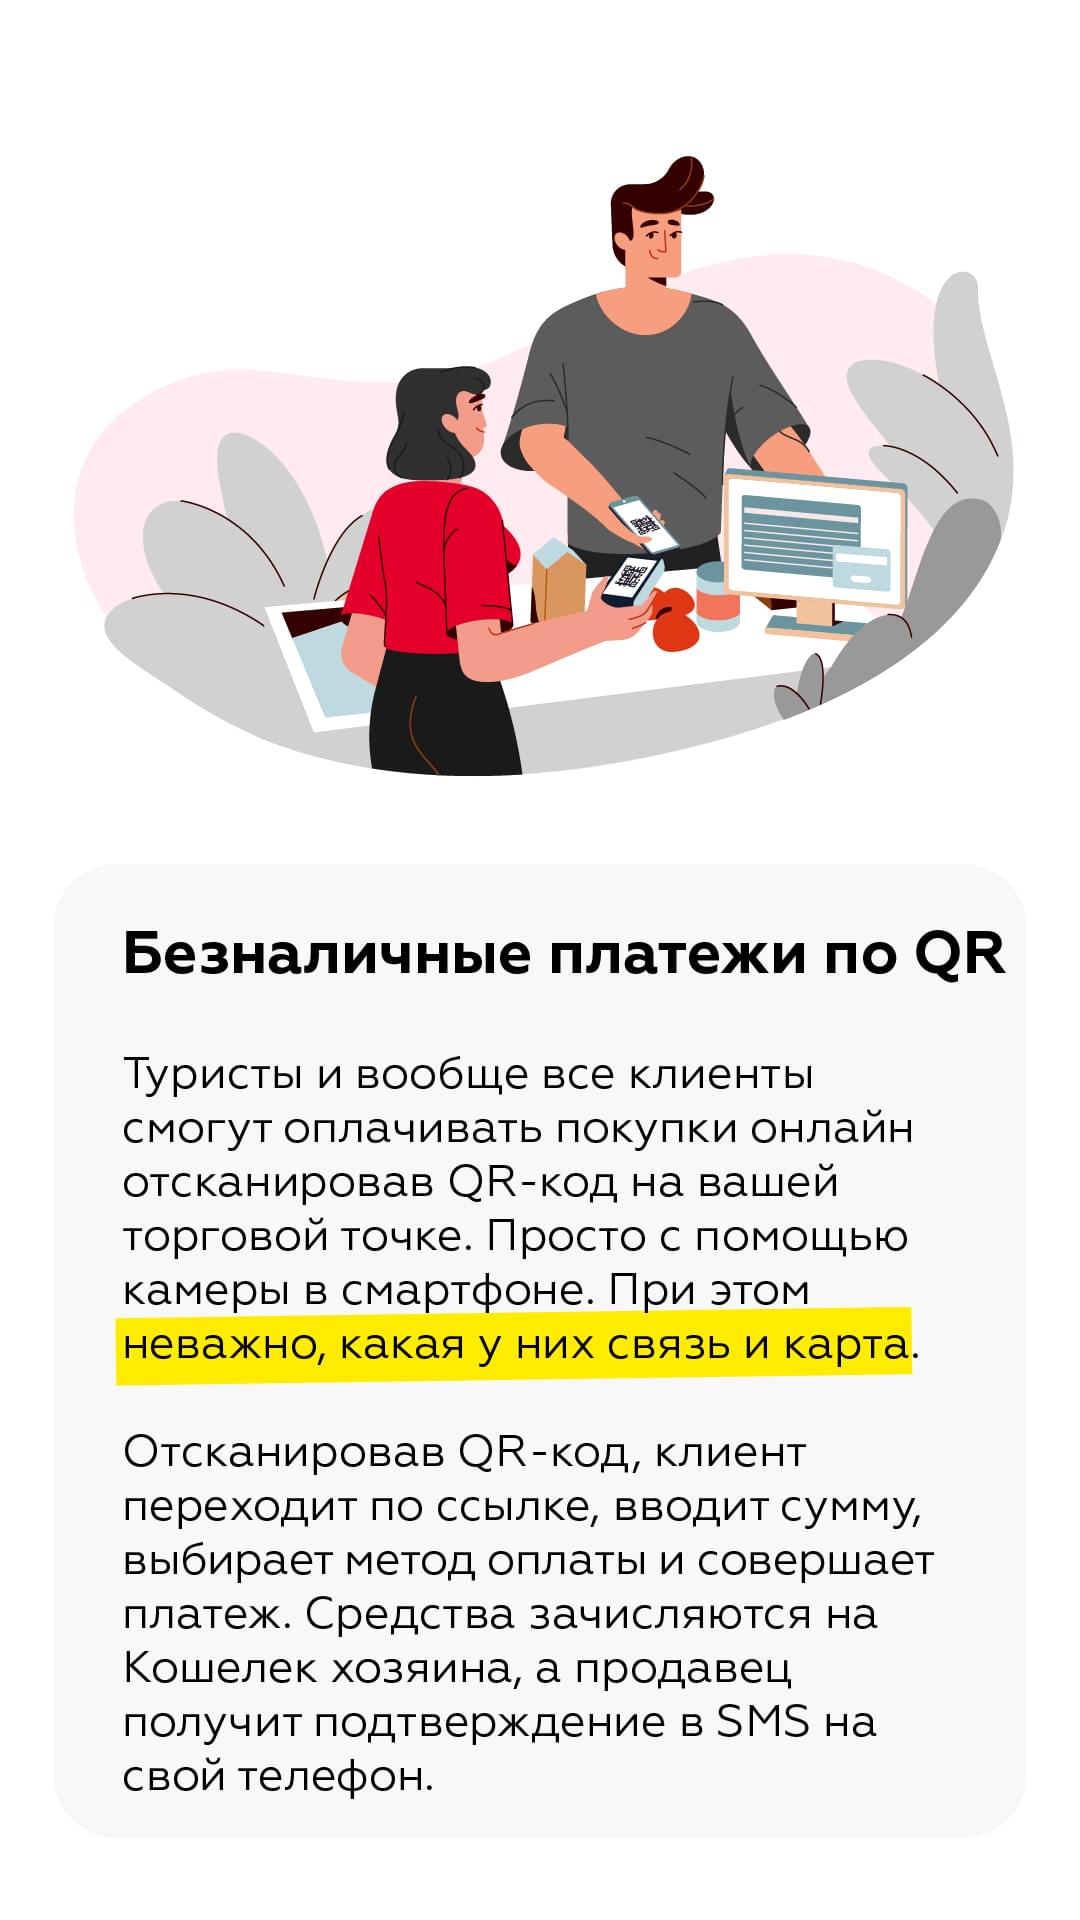 Безналичные платежи по QR
Туристы и вообще все клиенты
смогут оплачивать покупки онлайн
отсканировав QR-код на вашей
торговой точке. Просто с помощью
камеры в смартфоне. При этом
неважно, какая у них связь и карта.
Отсканировав QR-код, клиент
переходит по ссылке, вводит сумму,
выбирает метод оплаты и совершает
платеж. Средства зачисляются на
Кошелек хозяина, а продавец
получит подтверждение в SMS на
свой телефон.